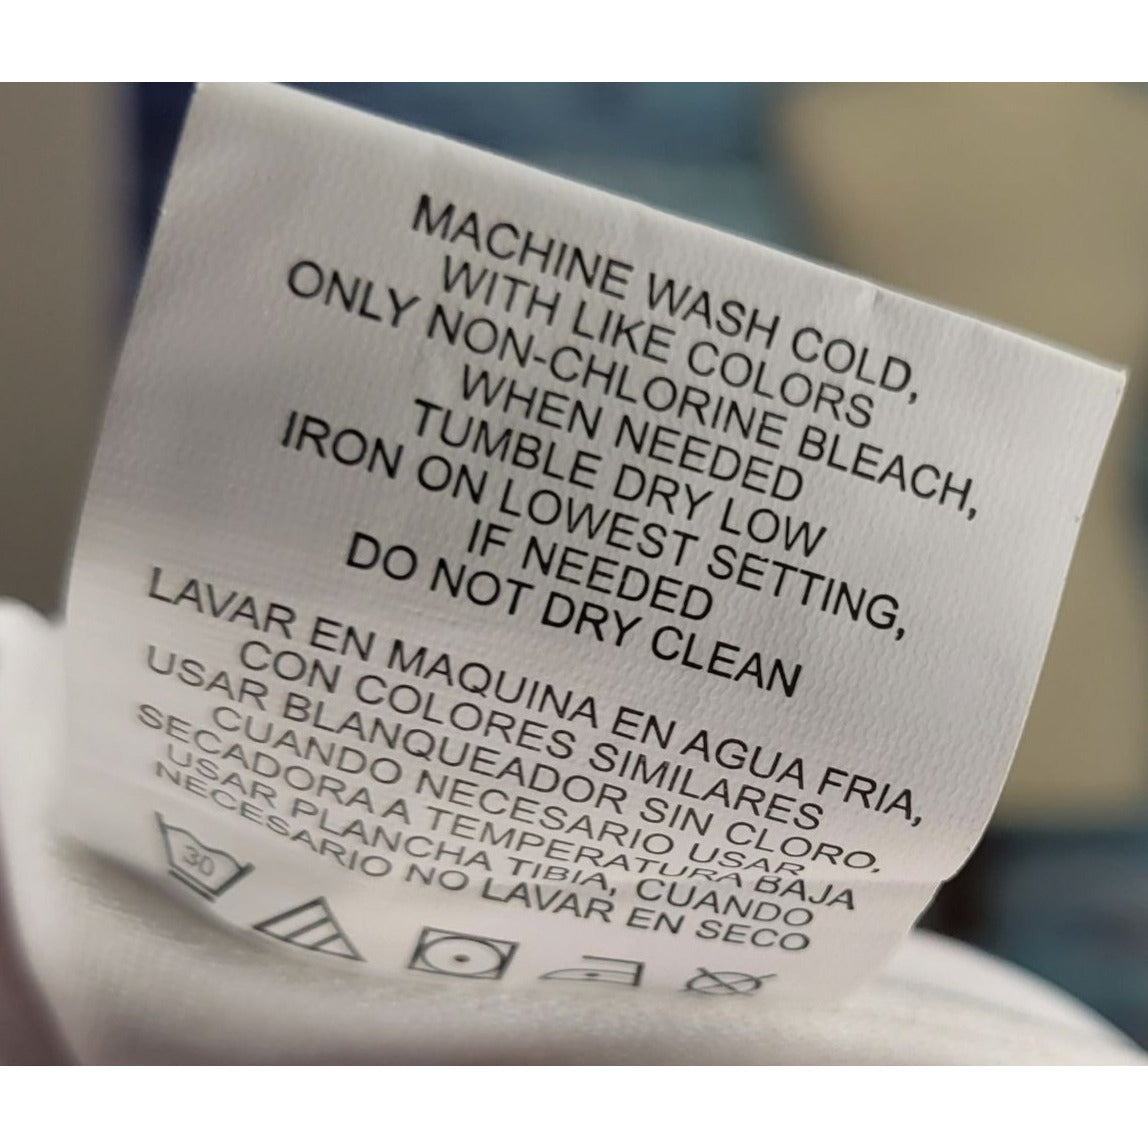 MACHINE WASH COLD,
WITH LIKE COLORS
ONLY NON-CHLORINE BLEACH,
WHEN NEEDED
TUMBLE DRY LOW
IRON ON LOWEST SETTING,
IF NEEDED
DO NOT DRY CLEAN
LAVAR EN MAQUINA EN AGUA FRIA,
CON COLORES SIMILARES
USAR BLANQUEADOR SIN CLORO,
CUANDO NECESARIO USAR
SECADORA A TEMPERATURA BAJA
USAR PLANCHA TIBIA, CUANDO
NECESARIO NO LAVAR EN SECO
30